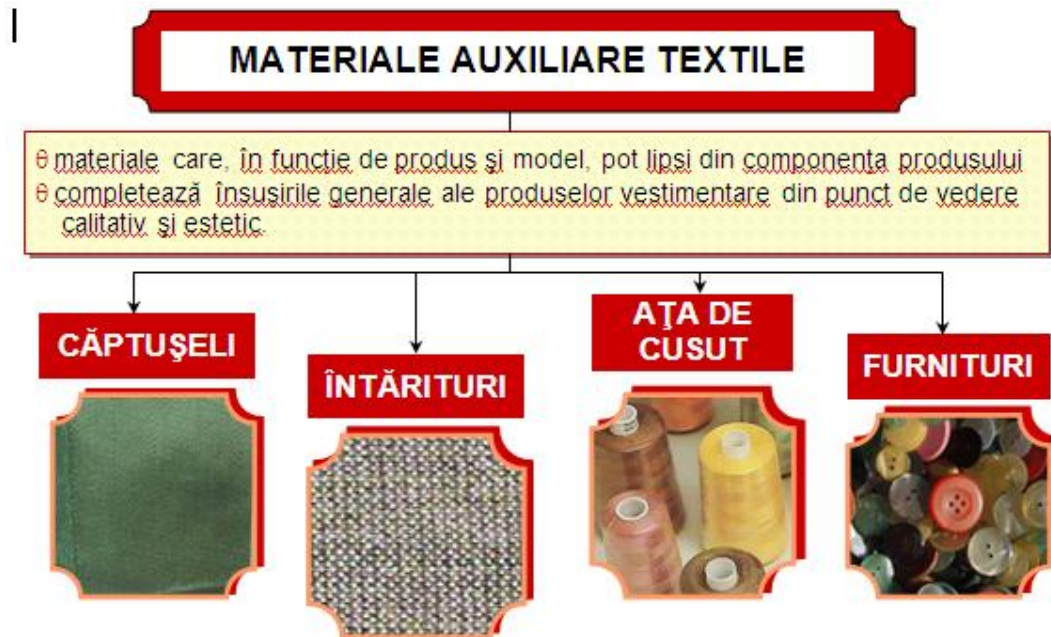 MATERIALE AUXILIARE TEXTILE
θ materiale care, în funcţie de produs şi model, pot lipsi din componenţa produsului
θ completează însuşirile generale ale produselor vestimentare din punct de vedere
calitativ şi estetic.
CĂPTUŞELI
ÎNTĂRITURI
AŢA DE
CUSUT
FURNITURI